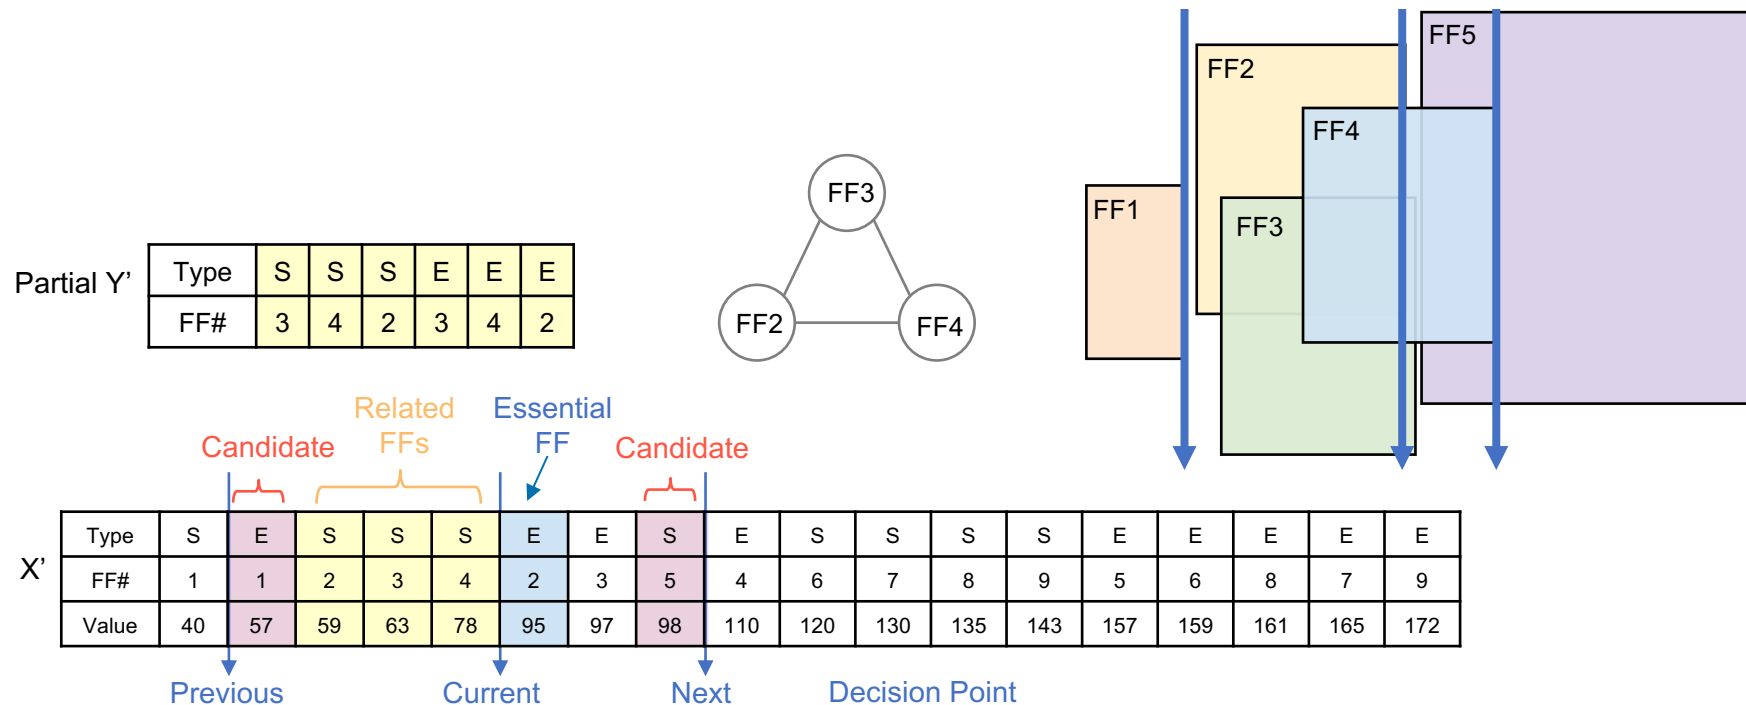 FF5
FF2
FF4
FF3
FF1
FF3
FF2 FF4
Partial Y’
Type S S S E E E
FF# 3 4 2 3 4 2
Related
FFs
Essential
FF
Candidate
Candidate
X’
Type S E S S S E E S E S S S S E E E E E
FF# 1 1 2 3 4 2 3 5 4 6 7 8 9 5 6 8 7 9
Value 40 57 59 63 78 95 97 98 110 120 130 135 143 157 159 161 165 172
Previous Current Next Decision Point